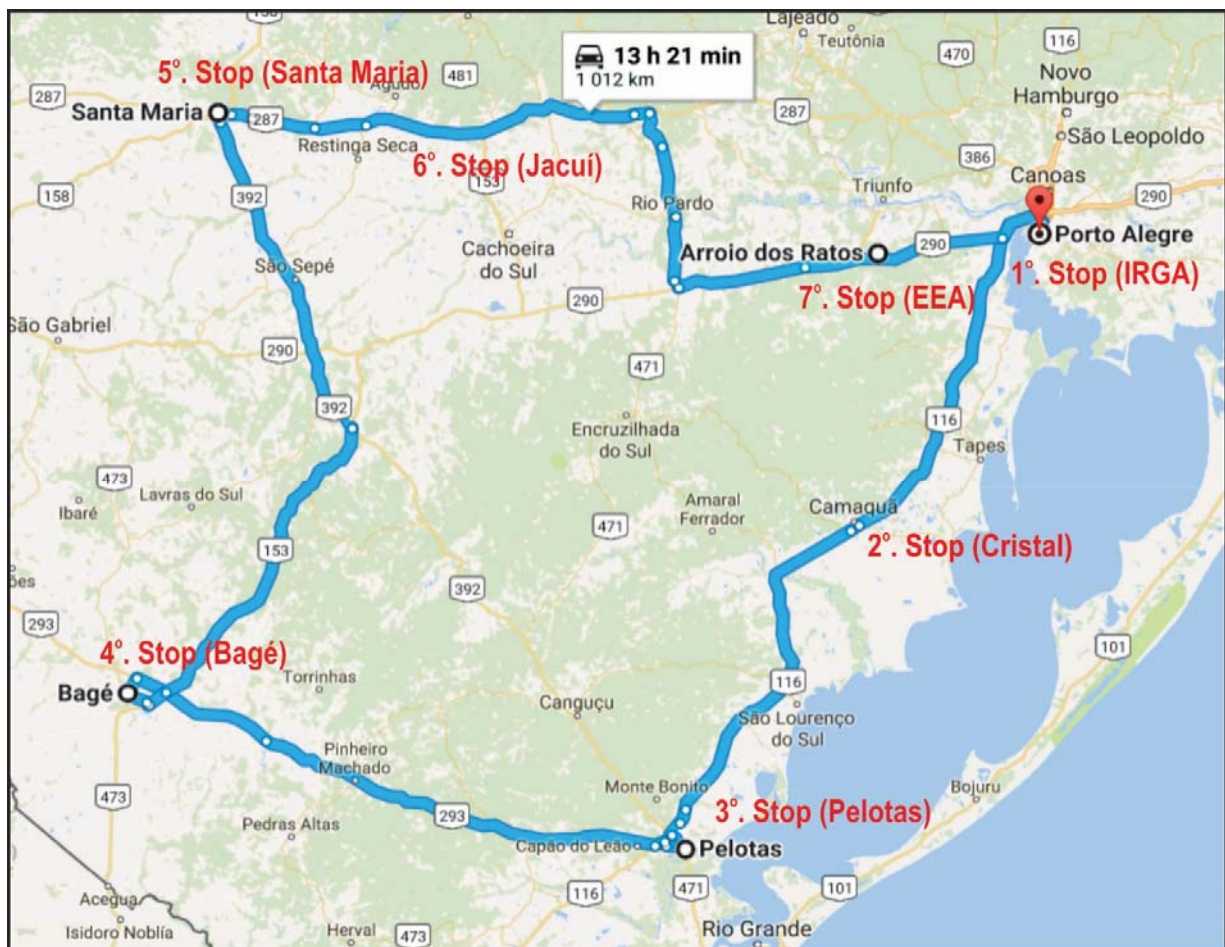 158
Lajeado
Teutônia
116
470
13 h 21 min
1 012 km
5°. Stop (Santa Maria)
481
Agudo
Novo
Hamburgo
287
Santa Maria
287
287
São Leopoldo
Restinga Seca
6°. Stop (Jacuí)
153
386
Canoas
158
392
Triunfo
290
Rio Pardo
Cachoeira
do Sul
Arroio dos Ratos
290
Porto Alegre
São Sepé
1°. Stop (IRGA)
7°. Stop (EEA)
290
São Gabriel
290
471
392
116
Encruzilhada
do Sul
Tapes
473
Lavras do Sul
Ibaré
Amaral
Ferrador
Camaquã
471
2°. Stop (Cristal)
153
ões
392
293
4°. Stop (Bagé)
101
Torrinhas
116
Bagé
Canguçu
São Lourenço
do Sul
Pinheiro
Machado
Monte Bonito
Bojuru
473
293
3°. Stop (Pelotas)
Pedras Altas
Capão do Leão
Pelotas
116
471
101
Acegua
Isidoro Noblía
Herval
473
Rio Grande